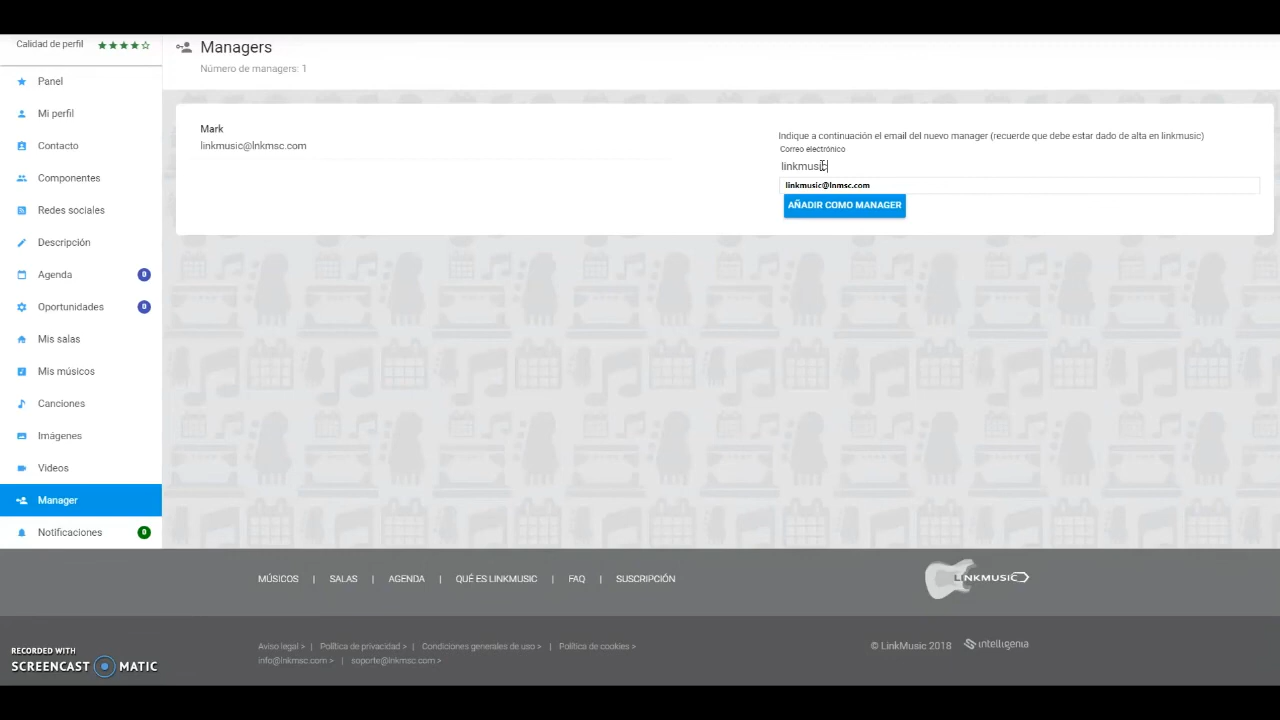 Calidad de perfil
Managers
Número de managers: 1
Panel
Mi perfil
Contacto
Componentes
Redes sociales
Descripción
Agenda 0
Oportunidades 0
Mis salas
Mis músicos
Canciones
Imágenes
Videos
Manager
Notificaciones 0
Mark
linkmusic@lnkmsc.com
Indique a continuación el email del nuevo manager (recuerde que debe estar dado de alta en linkmusic)
Correo electrónico
linkmusic
linkmusic@lnmsc.com
AÑADIR COMO MANAGER
MÚSICOS | SALAS | AGENDA | QUÉ ES LINKMUSIC | FAQ | SUSCRIPCIÓN
LINKMUSIC
Aviso legal > | Política de privacidad > | Condiciones generales de uso > | Política de cookies >
info@lnkmsc.com > | soporte@lnkmsc.com >
© LinkMusic 2018 intelligenia
RECORDED WITH
SCREENCAST MATIC